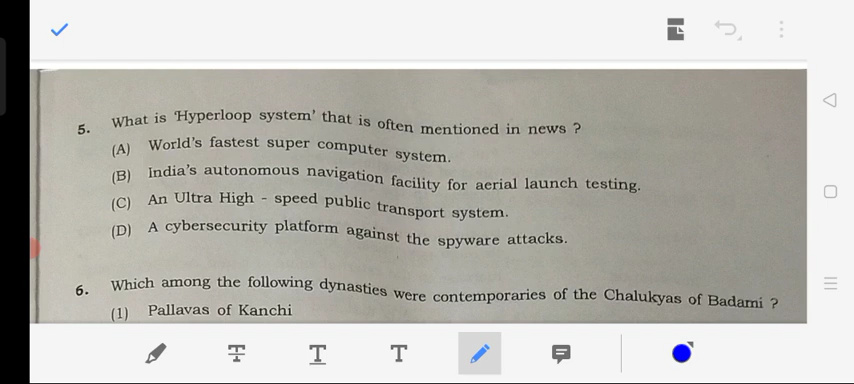 5. What is 'Hyperloop system' that is often mentioned in news ?
(A) World's fastest super computer system.
(B) India's autonomous navigation facility for aerial launch testing.
(C) An Ultra High - speed public transport system.
(D) A cybersecurity platform against the spyware attacks.
6. Which among the following dynasties were contemporaries of the Chalukyas of Badami ?
(1) Pallavas of Kanchi
T T T